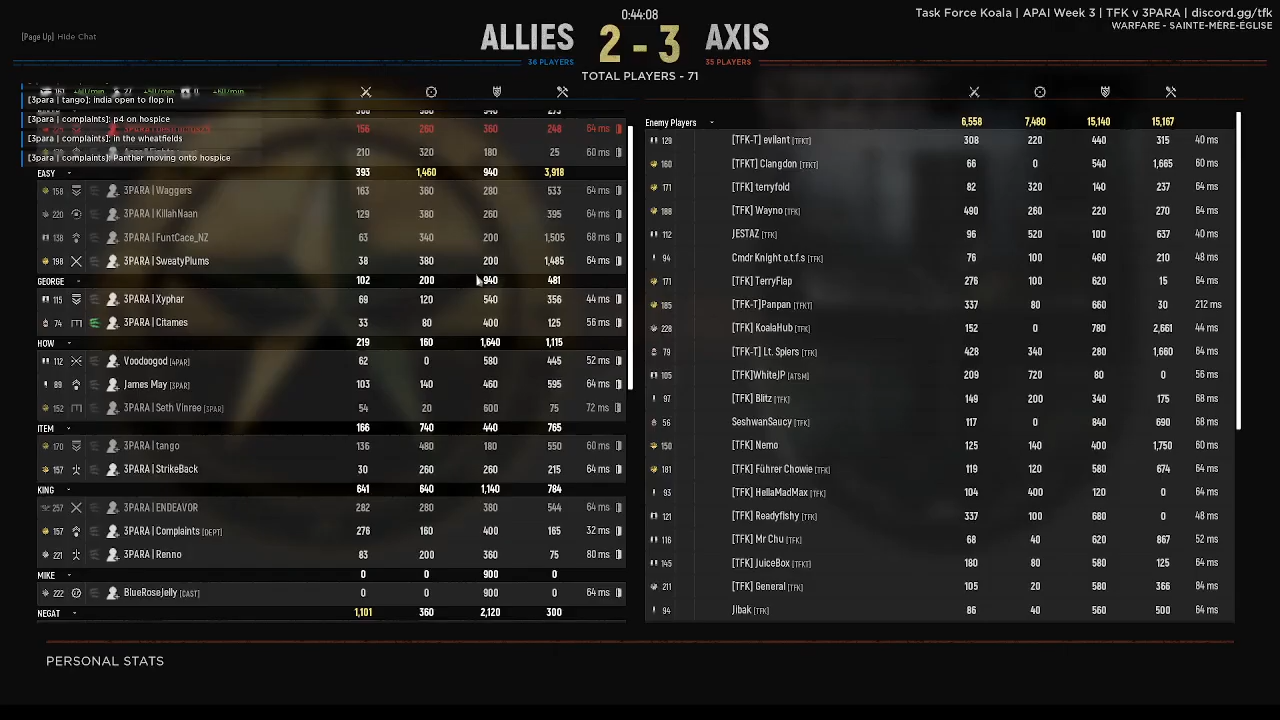 0:44:08
ALLIES 2 - 3 AXIS
36 PLAYERS 35 PLAYERS
TOTAL PLAYERS - 71
Task Force Koala | APAI Week 3 | TFK v 3PARA | discord.gg/tfk
WARFARE - SAINTE-MÈRE-ÉGLISE
[Page Up] Hide Chat
[3para | tango]: india open to flop in
[3para | complaints]: p4 on hospice
[3para | complaints]: in the wheatfields
[3para | complaints]: Panther moving onto hospice
156 260 360 248 64 ms
210 320 180 25 60 ms
EASY 393 1,460 940 3,918
158 3PARA | Waggers 163 360 280 533 64 ms
220 3PARA | KillahNaan 129 380 260 395 64 ms
138 3PARA | FuntCace_NZ 63 340 200 1,505 68 ms
198 3PARA | SweatyPlums 38 380 200 1,485 64 ms
GEORGE 102 200 940 481
115 3PARA | Xyphar 69 120 540 356 44 ms
74 3PARA | Citames 33 80 400 125 56 ms
HOW 219 160 1,640 1,115
112 Voodoogod [4PAR] 62 0 580 445 52 ms
89 James May [3PAR] 103 140 460 595 64 ms
152 3PARA | Seth Vinree [3PAR] 54 20 600 75 72 ms
ITEM 166 740 440 765
170 3PARA | tango 136 480 180 550 60 ms
157 3PARA | StrikeBack 30 260 260 215 64 ms
KING 641 640 1,140 784
257 3PARA | ENDEAVOR 282 280 380 544 64 ms
157 3PARA | Complaints [DEPT] 276 160 400 165 32 ms
221 3PARA | Renno 83 200 360 75 80 ms
MIKE 0 0 900 0
222 BlueRoseJelly [CAST] 0 0 900 0 64 ms
NEGAT 1,101 360 2,120 300
Enemy Players 6,558 7,480 15,140 15,167
129 [TFK-T] evilant [TFKT] 308 220 440 315 40 ms
160 [TFKT] Clangdon [TFKT] 66 0 540 1,665 60 ms
171 [TFK] terryfold 82 320 140 237 64 ms
188 [TFK] Wayno [TFK] 490 260 220 270 64 ms
112 JESTAZ [TFK] 96 520 100 637 40 ms
94 Cmdr Knight o.t.f.s [TFK] 76 100 460 210 48 ms
171 [TFK] TerryFlap 276 100 620 15 64 ms
185 [TFK-T]Panpan [TFKT] 337 80 660 30 212 ms
228 [TFK] KoalaHub [TFK] 152 0 780 2,661 44 ms
79 [TFK-T] Lt. Spiers [TFK] 428 340 280 1,660 64 ms
105 [TFK]WhiteJP [ATSM] 209 720 80 0 56 ms
97 [TFK] Blitz [TFK] 149 200 340 175 68 ms
56 SeshwanSaucy [TFK] 117 0 840 690 68 ms
150 [TFK] Nemo 125 140 400 1,750 60 ms
181 [TFK] Führer Chowie [TFK] 119 120 580 674 64 ms
93 [TFK] HellaMadMax [TFK] 104 400 120 0 64 ms
121 [TFK] Roadyfishy [TFK] 337 100 680 0 48 ms
116 [TFK] Mr Chu [TFK] 68 40 620 867 52 ms
145 [TFK] JuiceBox [TFKT] 180 80 580 125 64 ms
211 [TFK] General [TFK] 105 20 580 366 84 ms
94 Jibak [TFK] 86 40 560 500 64 ms
PERSONAL STATS